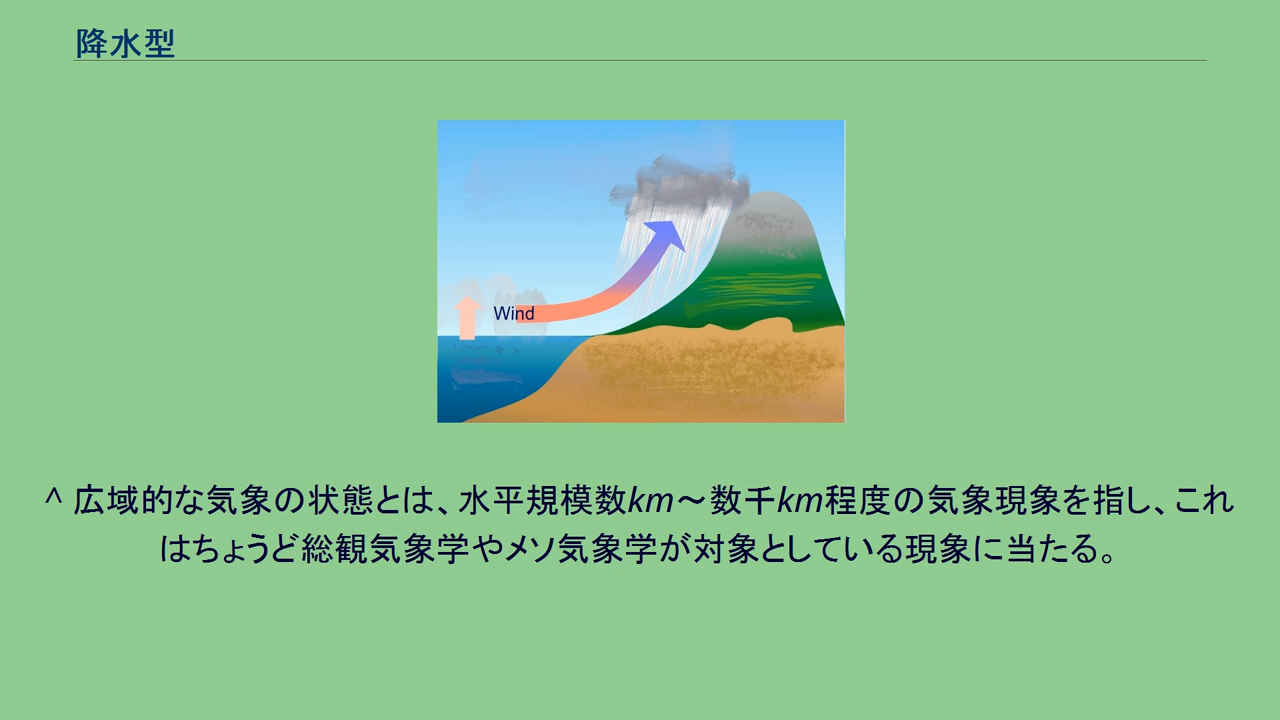 降水型
Wind
^ 広域的な気象の状態とは、水平規模数km～数千km程度の気象現象を指し、これ
はちょうど総観気象学やメソ気象学が対象としている現象に当たる。